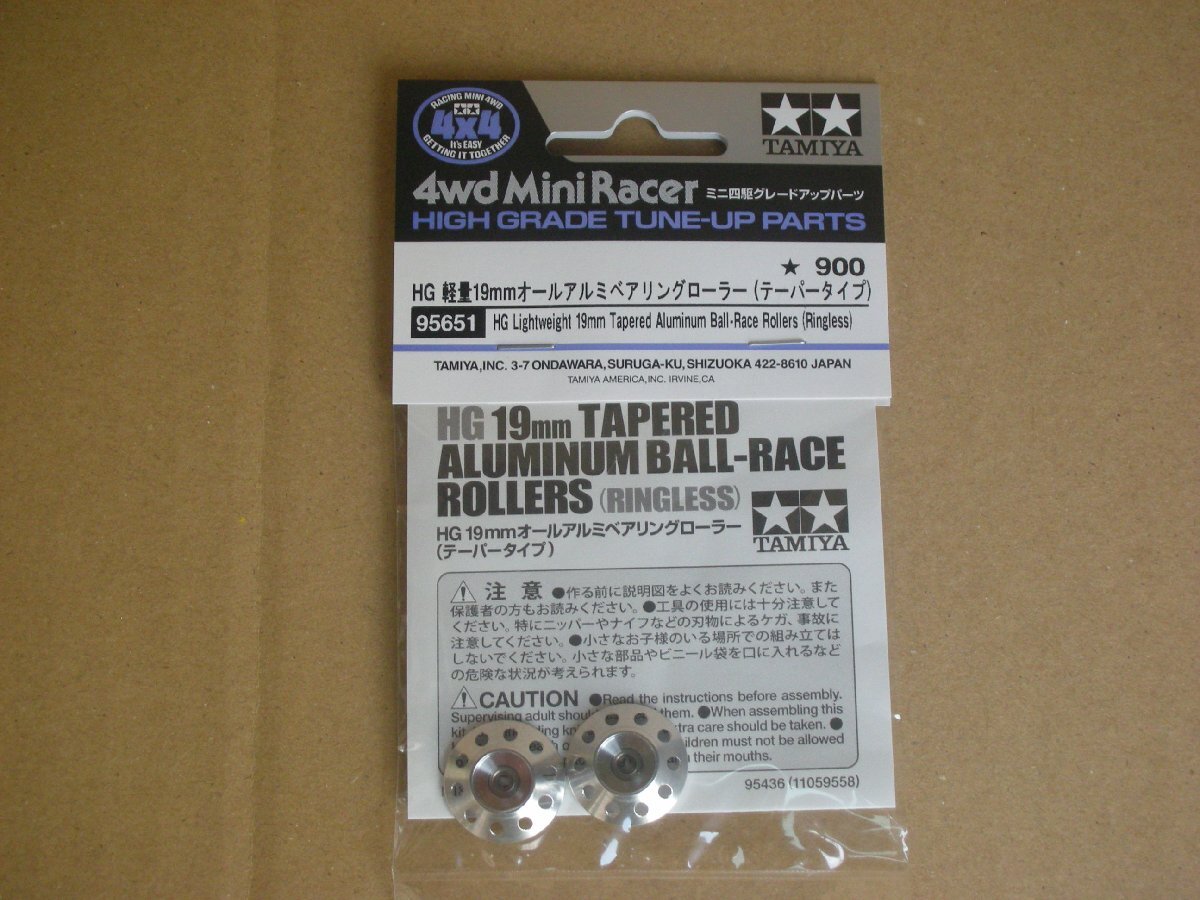 RACING MINI 4WD
4x4
It's EASY
GETTING IT TOGETHER
TAMIYA
4wd Mini Racer ミニ四駆グレードアップパーツ
HIGH GRADE TUNE-UP PARTS
★ 900
HG 軽量19mmオールアルミベアリングローラー (テーパータイプ)
95651 HG Lightweight 19mm Tapered Aluminum Ball-Race Rollers (Ringless)
TAMIYA,INC. 3-7 ONDAWARA, SURUGA-KU, SHIZUOKA 422-8610 JAPAN
TAMIYA AMERICA, INC. IRVINE, CA
HG 19mm TAPERED
ALUMINUM BALL-RACE
ROLLERS (RINGLESS)
HG 19mmオールアルミベアリングローラー
(テーパータイプ)
TAMIYA
注意 ●作る前に説明図をよくお読みください。また
保護者の方もお読みください。●工具の使用には十分注意して
ください。特にニッパーやナイフなどの刃物によるケガ、事故に
注意してください。●小さなお子様のいる場所での組み立ては
しないでください。小さな部品やビニール袋を口に入れるなど
の危険な状況が考えられます。
CAUTION ●Read the instructions before assembly.
Supervising adult them. ●When assembling this
extra care should be taken. ●
children must not be allowed
their mouths.
95436 (11059558)